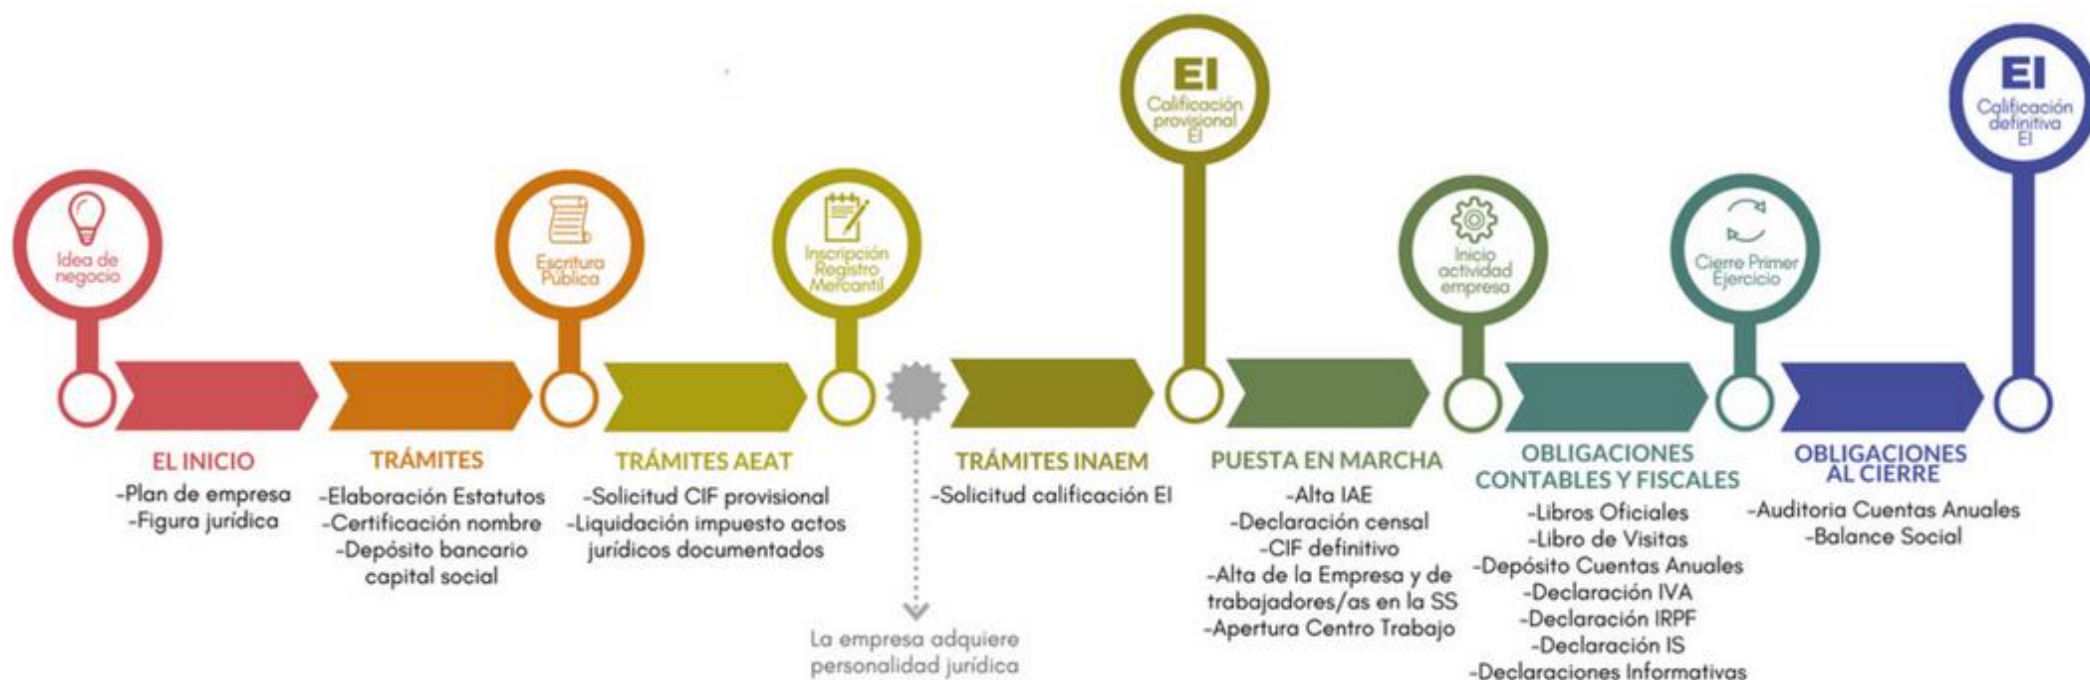 Idea de
negocio
Escritura
Pública
Inscripción
Registro
Mercantil
EI
Calificación
provisional
EI
Inicio
actividad
empresa
Cierre Primer
Ejercicio
EI
Calificación
definitiva
EI
EL INICIO
-Plan de empresa
-Figura jurídica
TRÁMITES
-Elaboración Estatutos
-Certificación nombre
-Depósito bancario
capital social
TRÁMITES AEAT
-Solicitud CIF provisional
-Liquidación impuesto actos
jurídicos documentados
La empresa adquiere
personalidad jurídica
TRÁMITES INAEM
-Solicitud calificación EI
PUESTA EN MARCHA
-Alta IAE
-Declaración censal
-CIF definitivo
-Alta de la Empresa y de
trabajadores/as en la SS
-Apertura Centro Trabajo
OBLIGACIONES
CONTABLES Y FISCALES
-Libros Oficiales
-Libro de Visitas
-Depósito Cuentas Anuales
-Declaración IVA
-Declaración IRPF
-Declaración IS
-Declaraciones Informativas
OBLIGACIONES
AL CIERRE
-Auditoria Cuentas Anuales
-Balance Social